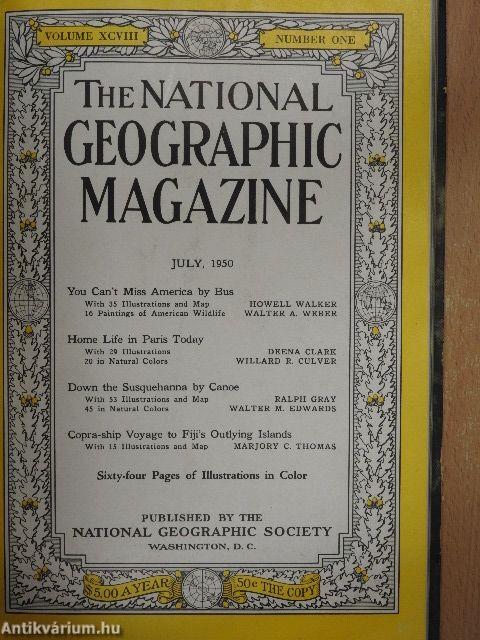 VOLUME XCVIII NUMBER ONE
THE NATIONAL
GEOGRAPHIC
MAGAZINE
JULY, 1950
You Can't Miss America by Bus
With 35 Illustrations and Map HOWELL WALKER
16 Paintings of American Wildlife WALTER A. WEBER
Home Life in Paris Today
With 29 Illustrations DEENA CLARK
20 in Natural Colors WILLARD R. CULVER
Down the Susquehanna by Canoe
With 53 Illustrations and Map RALPH GRAY
45 in Natural Colors WALTER M. EDWARDS
Copra-ship Voyage to Fiji's Outlying Islands
With 15 Illustrations and Map MARJORY C. THOMAS
Sixty-four Pages of Illustrations in Color
PUBLISHED BY THE
NATIONAL GEOGRAPHIC SOCIETY
WASHINGTON, D. C.
$5.00 A YEAR 50¢ THE COPY
Antikvárium.hu